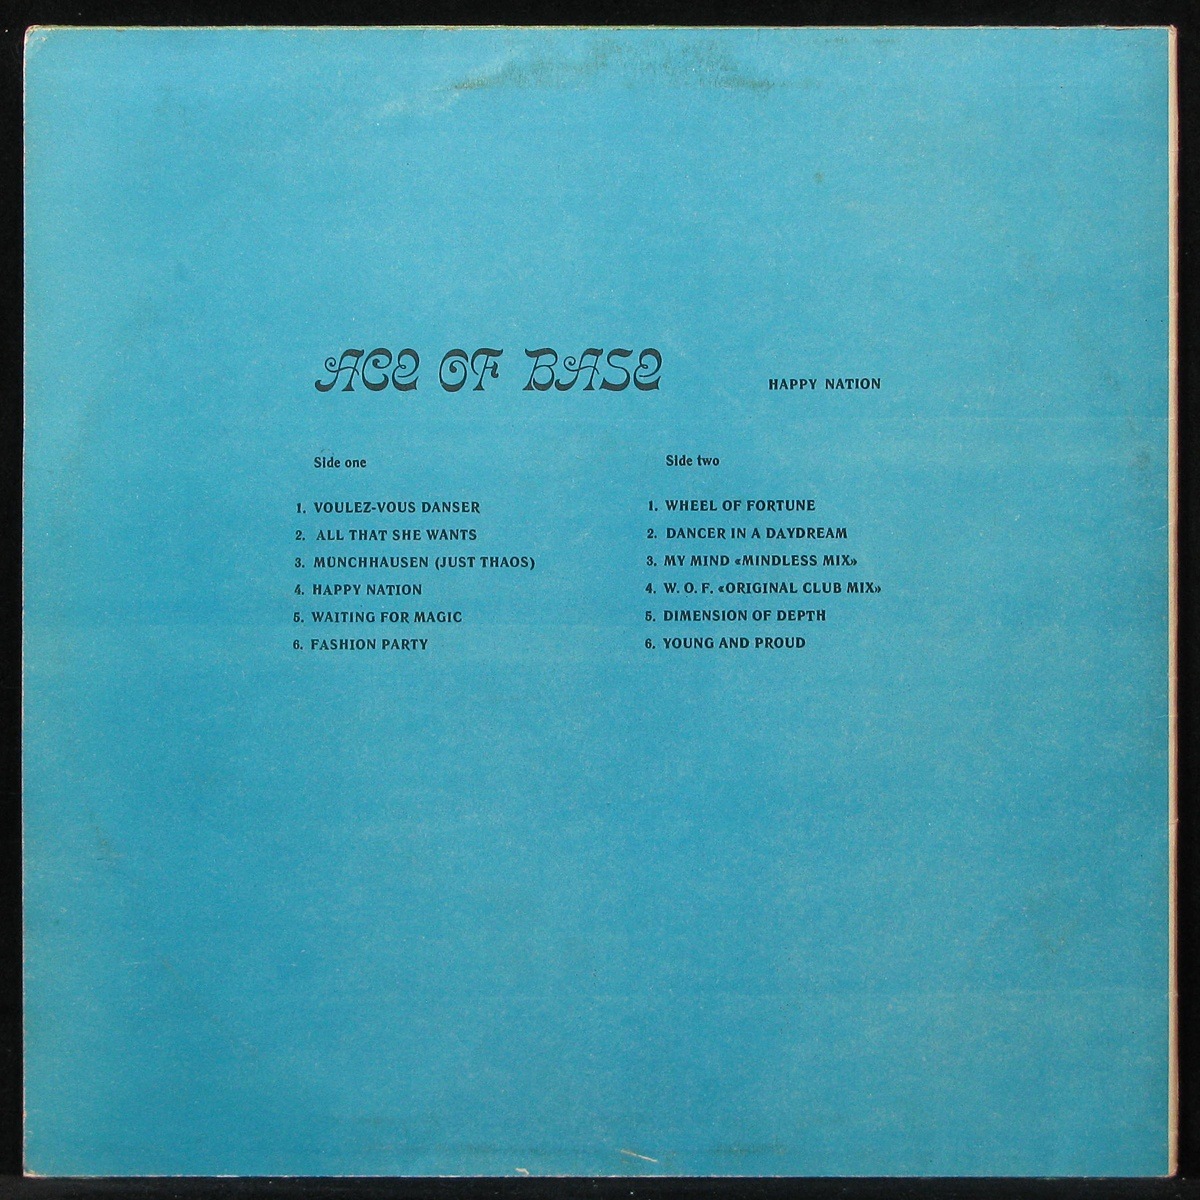 ACE OF BASE HAPPY NATION
Side one
1. VOULEZ-VOUS DANSER
2. ALL THAT SHE WANTS
3. MÜNCHHAUSEN (JUST THAOS)
4. HAPPY NATION
5. WAITING FOR MAGIC
6. FASHION PARTY
Side two
1. WHEEL OF FORTUNE
2. DANCER IN A DAYDREAM
3. MY MIND «MINDLESS MIX»
4. W. O. F. «ORIGINAL CLUB MIX»
5. DIMENSION OF DEPTH
6. YOUNG AND PROUD